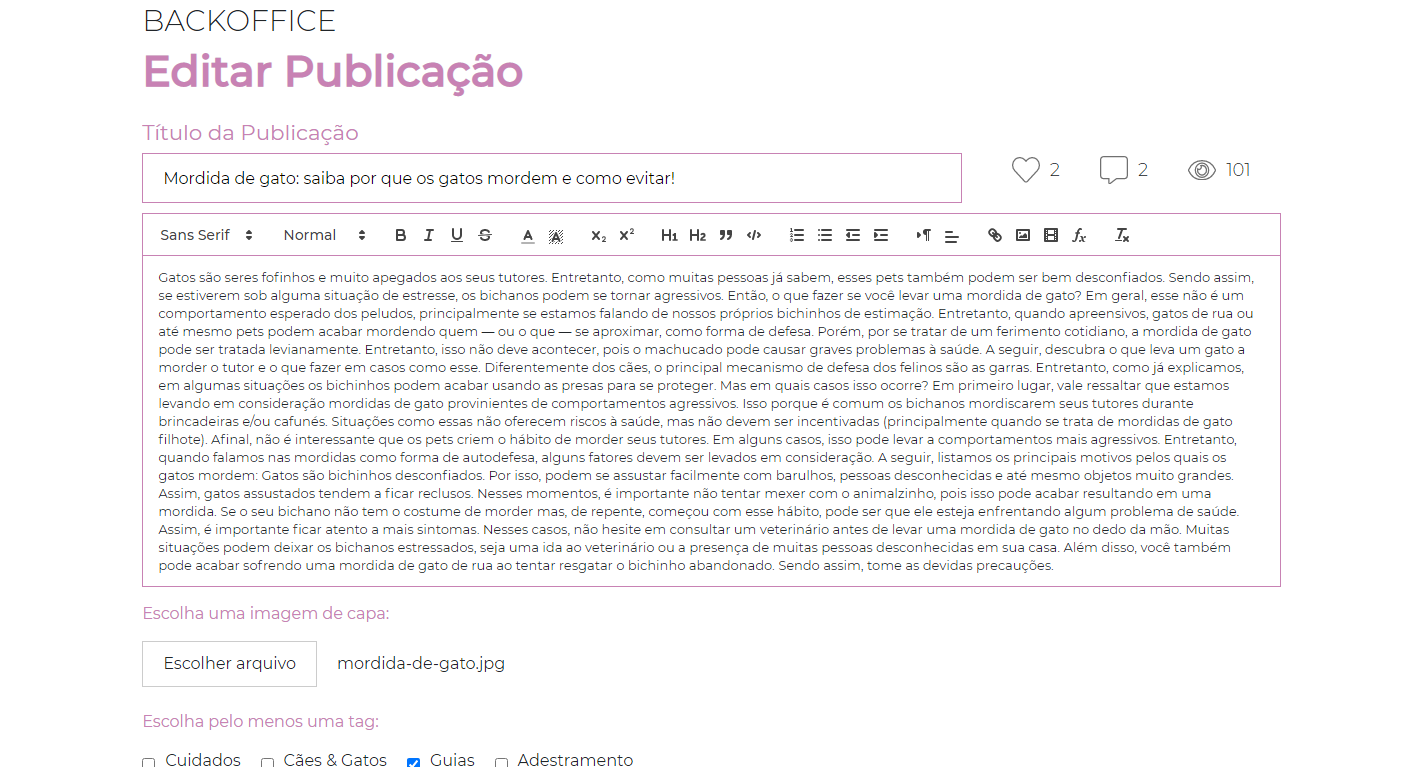 BACKOFFICE
Editar Publicação
Título da Publicação
Mordida de gato: saiba por que os gatos mordem e como evitar!
2 2 101
Sans Serif Normal B I U S A A X₂ X² H1 H2 ” </> ¶ fx Tx
Gatos são seres fofinhos e muito apegados aos seus tutores. Entretanto, como muitas pessoas já sabem, esses pets também podem ser bem desconfiados. Sendo assim,
se estiverem sob alguma situação de estresse, os bichanos podem se tornar agressivos. Então, o que fazer se você levar uma mordida de gato? Em geral, esse não é um
comportamento esperado dos peludos, principalmente se estamos falando de nossos próprios bichinhos de estimação. Entretanto, quando apreensivos, gatos de rua ou
até mesmo pets podem acabar mordendo quem — ou o que — se aproximar, como forma de defesa. Porém, por se tratar de um ferimento cotidiano, a mordida de gato
pode ser tratada levianamente. Entretanto, isso não deve acontecer, pois o machucado pode causar graves problemas à saúde. A seguir, descubra o que leva um gato a
morder o tutor e o que fazer em casos como esse. Diferentemente dos cães, o principal mecanismo de defesa dos felinos são as garras. Entretanto, como já explicamos,
em algumas situações os bichinhos podem acabar usando as presas para se proteger. Mas em quais casos isso ocorre? Em primeiro lugar, vale ressaltar que estamos
levando em consideração mordidas de gato provinientes de comportamentos agressivos. Isso porque é comum os bichanos mordiscarem seus tutores durante
brincadeiras e/ou cafunés. Situações como essas não oferecem riscos à saúde, mas não devem ser incentivadas (principalmente quando se trata de mordidas de gato
filhote). Afinal, não é interessante que os pets criem o hábito de morder seus tutores. Em alguns casos, isso pode levar a comportamentos mais agressivos. Entretanto,
quando falamos nas mordidas como forma de autodefesa, alguns fatores devem ser levados em consideração. A seguir, listamos os principais motivos pelos quais os
gatos mordem: Gatos são bichinhos desconfiados. Por isso, podem se assustar facilmente com barulhos, pessoas desconhecidas e até mesmo objetos muito grandes.
Assim, gatos assustados tendem a ficar reclusos. Nesses momentos, é importante não tentar mexer com o animalzinho, pois isso pode acabar resultando em uma
mordida. Se o seu bichano não tem o costume de morder mas, de repente, começou com esse hábito, pode ser que ele esteja enfrentando algum problema de saúde.
Assim, é importante ficar atento a mais sintomas. Nesses casos, não hesite em consultar um veterinário antes de levar uma mordida de gato no dedo da mão. Muitas
situações podem deixar os bichanos estressados, seja uma ida ao veterinário ou a presença de muitas pessoas desconhecidas em sua casa. Além disso, você também
pode acabar sofrendo uma mordida de gato de rua ao tentar resgatar o bichinho abandonado. Sendo assim, tome as devidas precauções.
Escolha uma imagem de capa:
Escolher arquivo mordida-de-gato.jpg
Escolha pelo menos uma tag:
Cuidados Cães & Gatos Guias Adestramento